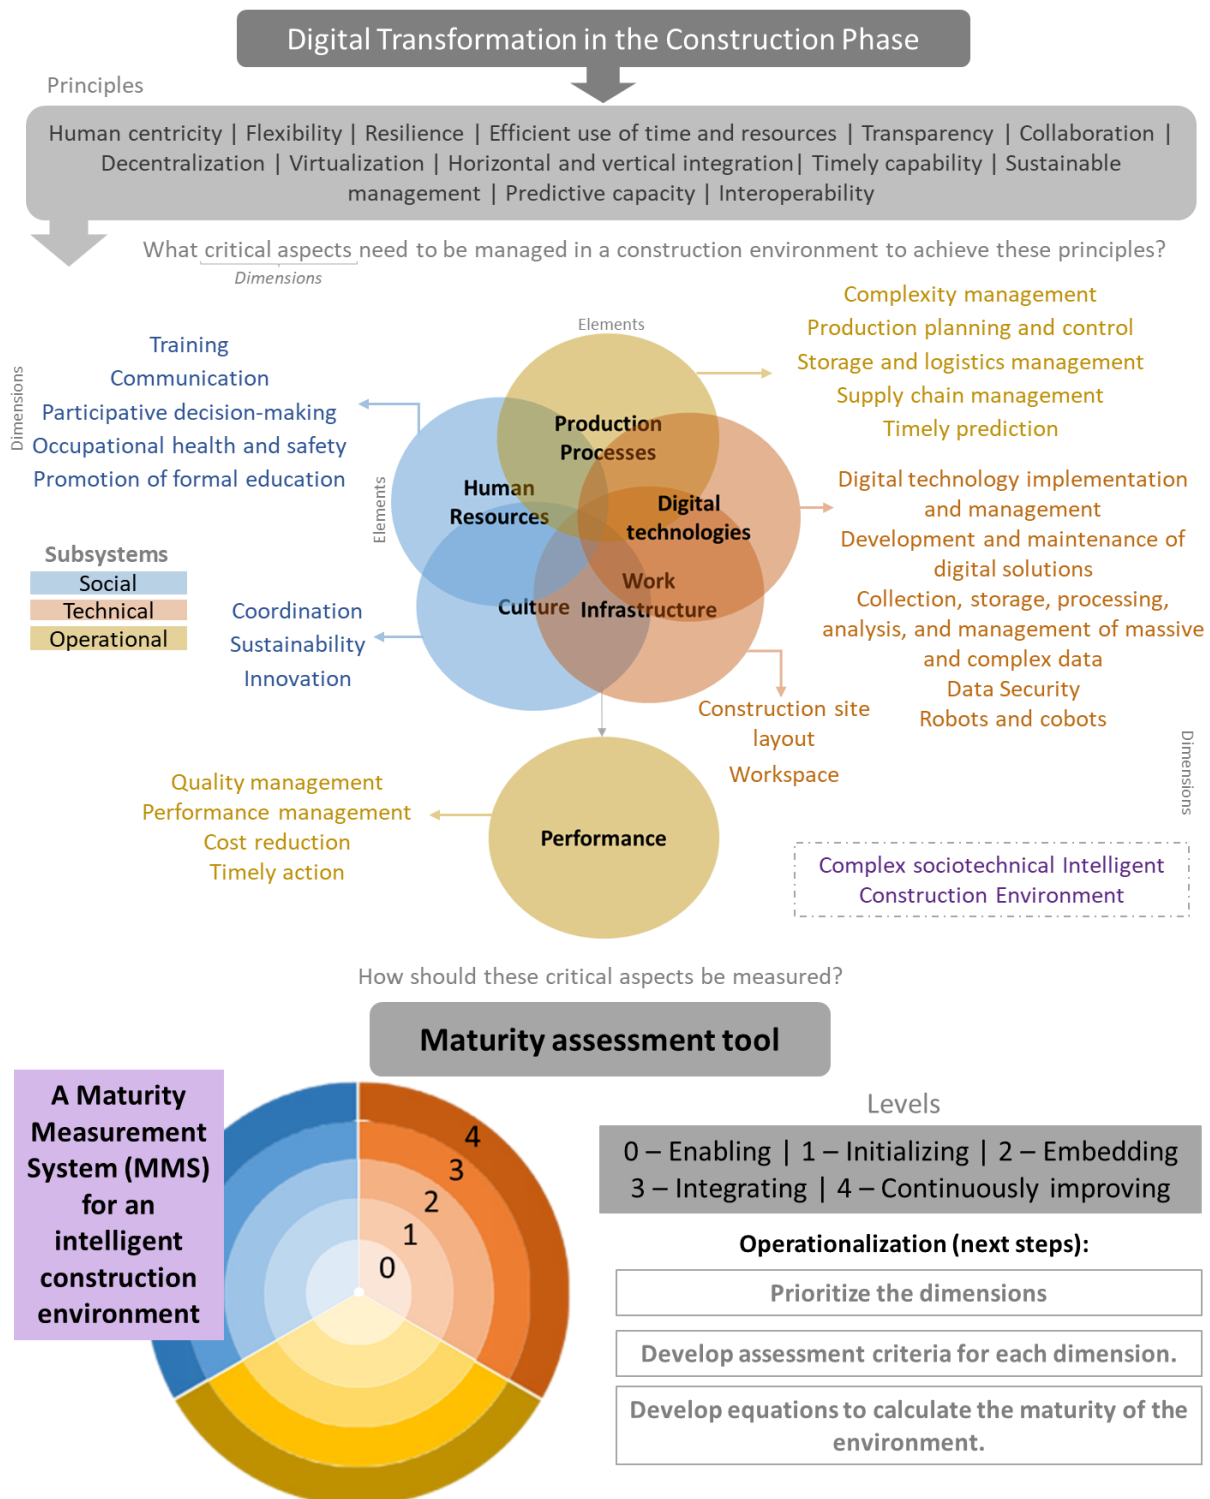 Digital Transformation in the Construction Phase
Principles
Human centricity | Flexibility | Resilience | Efficient use of time and resources | Transparency | Collaboration |
Decentralization | Virtualization | Horizontal and vertical integration| Timely capability | Sustainable
management | Predictive capacity | Interoperability
What critical aspects need to be managed in a construction environment to achieve these principles?
Dimensions
Elements
Complexity management
Production planning and control
Storage and logistics management
Supply chain management
Timely prediction
Dimensions
Training
Communication
Participative decision-making
Occupational health and safety
Promotion of formal education
Elements
Production
Processes
Human
Resources
Digital
technologies
Culture
Work
Infrastructure
Digital technology implementation
and management
Development and maintenance of
digital solutions
Collection, storage, processing,
analysis, and management of massive
and complex data
Data Security
Robots and cobots
Subsystems
Social
Technical
Operational
Coordination
Sustainability
Innovation
Construction site
layout
Workspace
Dimensions
Quality management
Performance management
Cost reduction
Timely action
Performance
Complex sociotechnical Intelligent
Construction Environment
How should these critical aspects be measured?
Maturity assessment tool
A Maturity
Measurement
System (MMS)
for an
intelligent
construction
environment
4
3
2
1
0
Levels
0 – Enabling | 1 – Initializing | 2 – Embedding
3 – Integrating | 4 – Continuously improving
Operationalization (next steps):
Prioritize the dimensions
Develop assessment criteria for each dimension.
Develop equations to calculate the maturity of the
environment.